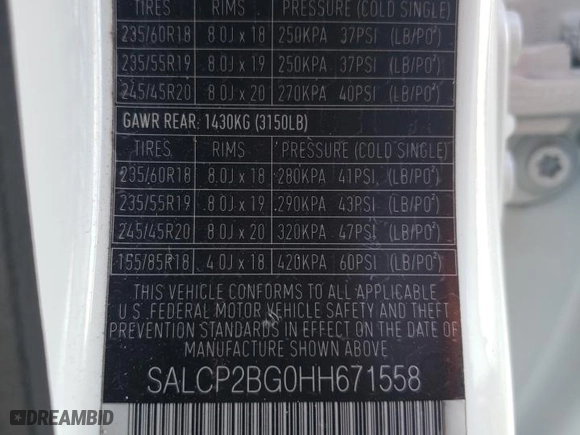 TIRES RIMS PRESSURE (COLD SINGLE)
235/60R18 8.0J x 18 250KPA 37PSI (LB/PO²)
235/55R19 8.0J x 19 250KPA 37PSI (LB/PO²)
245/45R20 8.0J x 20 270KPA 40PSI (LB/PO²)
GAWR REAR: 1430KG (3150LB)
TIRES RIMS PRESSURE (COLD SINGLE)
235/60R18 8.0J x 18 280KPA 41PSI (LB/PO²)
235/55R19 8.0J x 19 290KPA 43PSI (LB/PO²)
245/45R20 8.0J x 20 320KPA 47PSI (LB/PO²)
155/85R18 4.0J x 18 420KPA 60PSI (LB/PO²)
THIS VEHICLE CONFORMS TO ALL APPLICABLE
U.S. FEDERAL MOTOR VEHICLE SAFETY AND THEFT
PREVENTION STANDARDS IN EFFECT ON THE DATE OF
MANUFACTURE SHOWN ABOVE
SALCP2BG0HH671558
DREAMBID